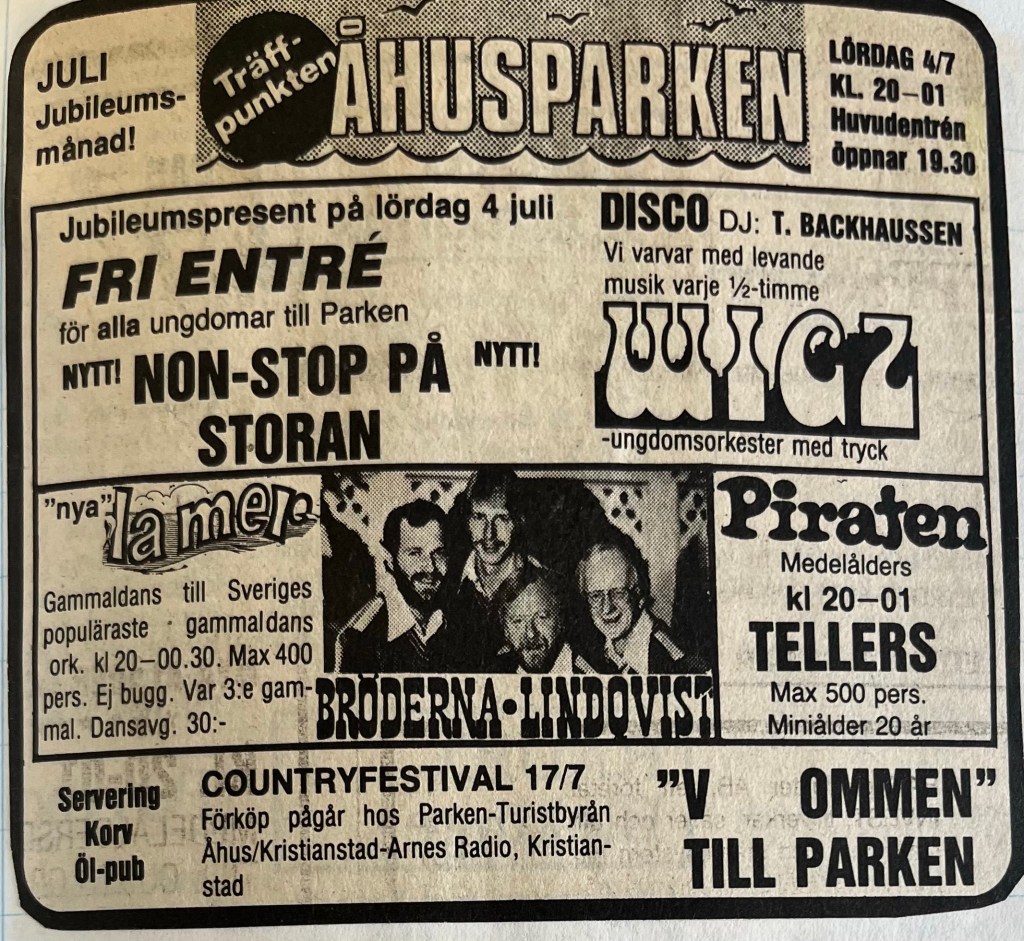 JULI
Jubileums-
månad!
Träff-
punkten
ÅHUSPARKEN
LÖRDAG 4/7
KL. 20–01
Huvudentrén
öppnar 19.30
Jubileumspresent på lördag 4 juli
FRI ENTRÉ
för alla ungdomar till Parken
NYTT! NON-STOP PÅ NYTT!
STORAN
DISCO DJ: T. BACKHAUSSEN
Vi varvar med levande
musik varje ½-timme
WIGZ
-ungdomsorkester med tryck
"nya" la mer
Gammaldans till Sveriges
populäraste gammaldans
ork. kl 20–00.30. Max 400
pers. Ej bugg. Var 3:e gam-
mal. Dansavg. 30:-
BRÖDERNA • LINDQVIST
Piraten
Medelålders
kl 20–01
TELLERS
Max 500 pers.
Miniålder 20 år
Servering
Korv
Öl-pub
COUNTRYFESTIVAL 17/7
Förköp pågår hos Parken-Turistbyrån
Åhus/Kristianstad-Arnes Radio, Kristian-
stad
"V OMMEN"
TILL PARKEN